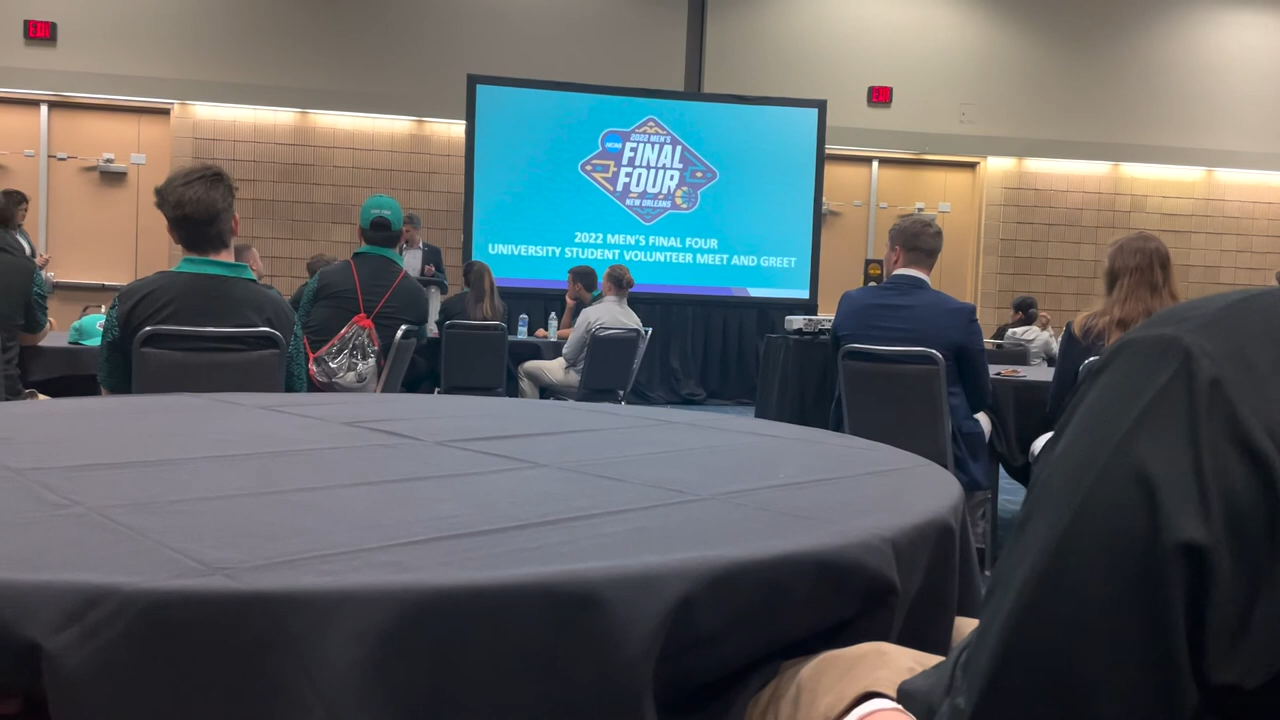 EXIT
EXIT
2022 MEN'S
NCAA
FINAL
FOUR
NEW ORLEANS
2022 MEN'S FINAL FOUR
UNIVERSITY STUDENT VOLUNTEER MEET AND GREET